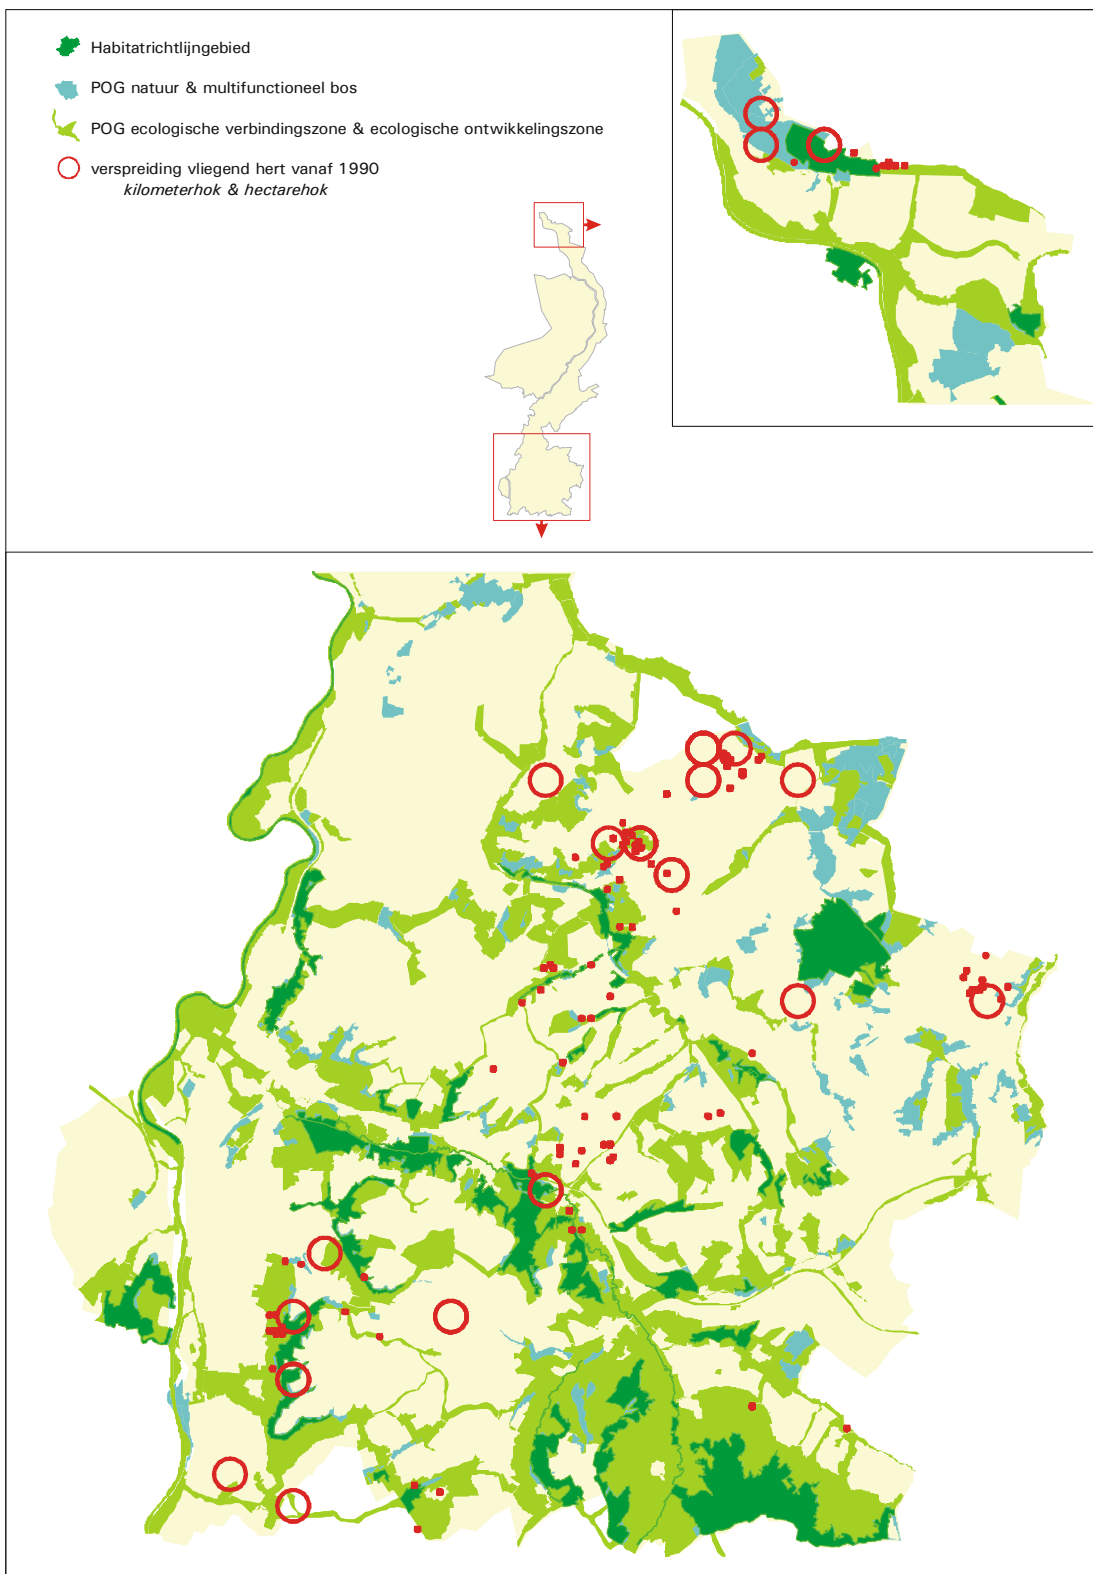 Habitatrichtlijngebied
POG natuur & multifunctioneel bos
POG ecologische verbindingszone & ecologische ontwikkelingszone
verspreiding vliegend hert vanaf 1990
kilometerhok & hectarehok